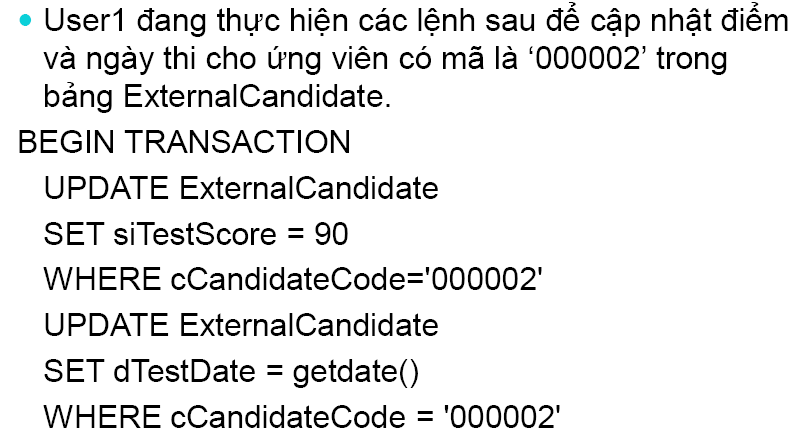 • User1 đang thực hiện các lệnh sau để cập nhật điểm
và ngày thi cho ứng viên có mã là ‘000002’ trong
bảng ExternalCandidate.
BEGIN TRANSACTION
UPDATE ExternalCandidate
SET siTestScore = 90
WHERE cCandidateCode='000002'
UPDATE ExternalCandidate
SET dTestDate = getdate()
WHERE cCandidateCode = '000002'